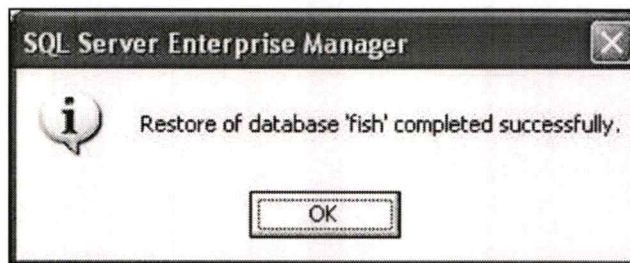 SQL Server Enterprise Manager
Restore of database 'fish' completed successfully.
OK